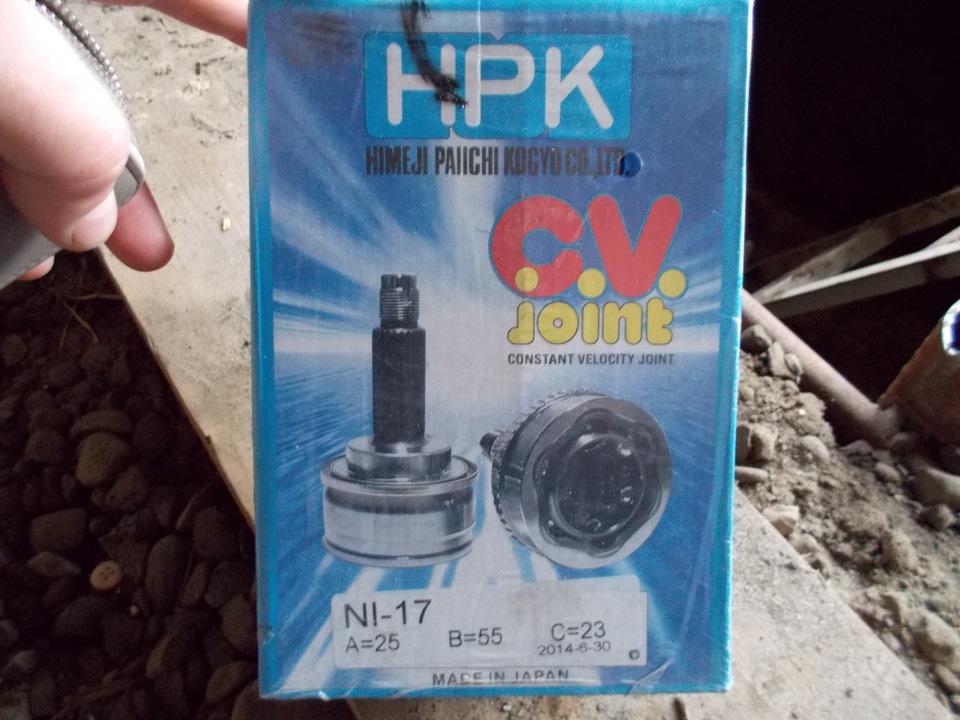 HPK
HIMEJI PAIICHI KOGYO CO.,LTD.
C.V.
Joint
CONSTANT VELOCITY JOINT
NI-17
A=25 B=55 C=23
2014-6-30
MADE IN JAPAN